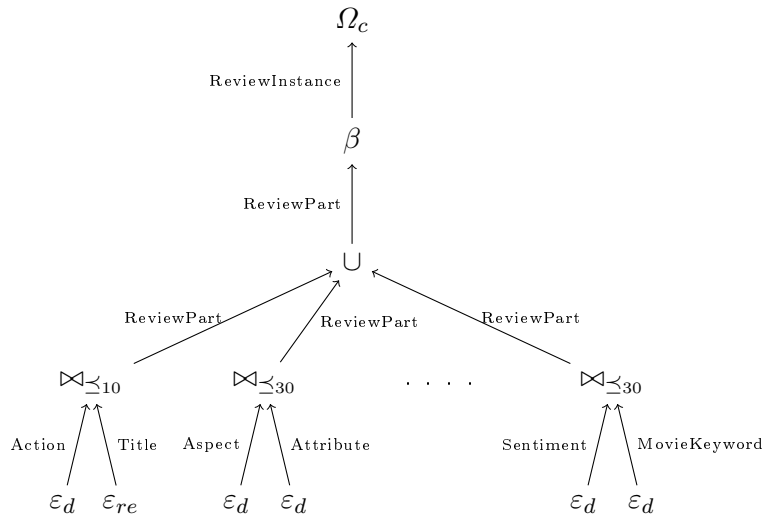 Ω_c
ReviewInstance
β
ReviewPart
∪
ReviewPart ReviewPart ReviewPart
⋈_⪯10 ⋈_⪯30 . . . . ⋈_⪯30
Action Title Aspect Attribute Sentiment MovieKeyword
ε_d ε_re ε_d ε_d ε_d ε_d